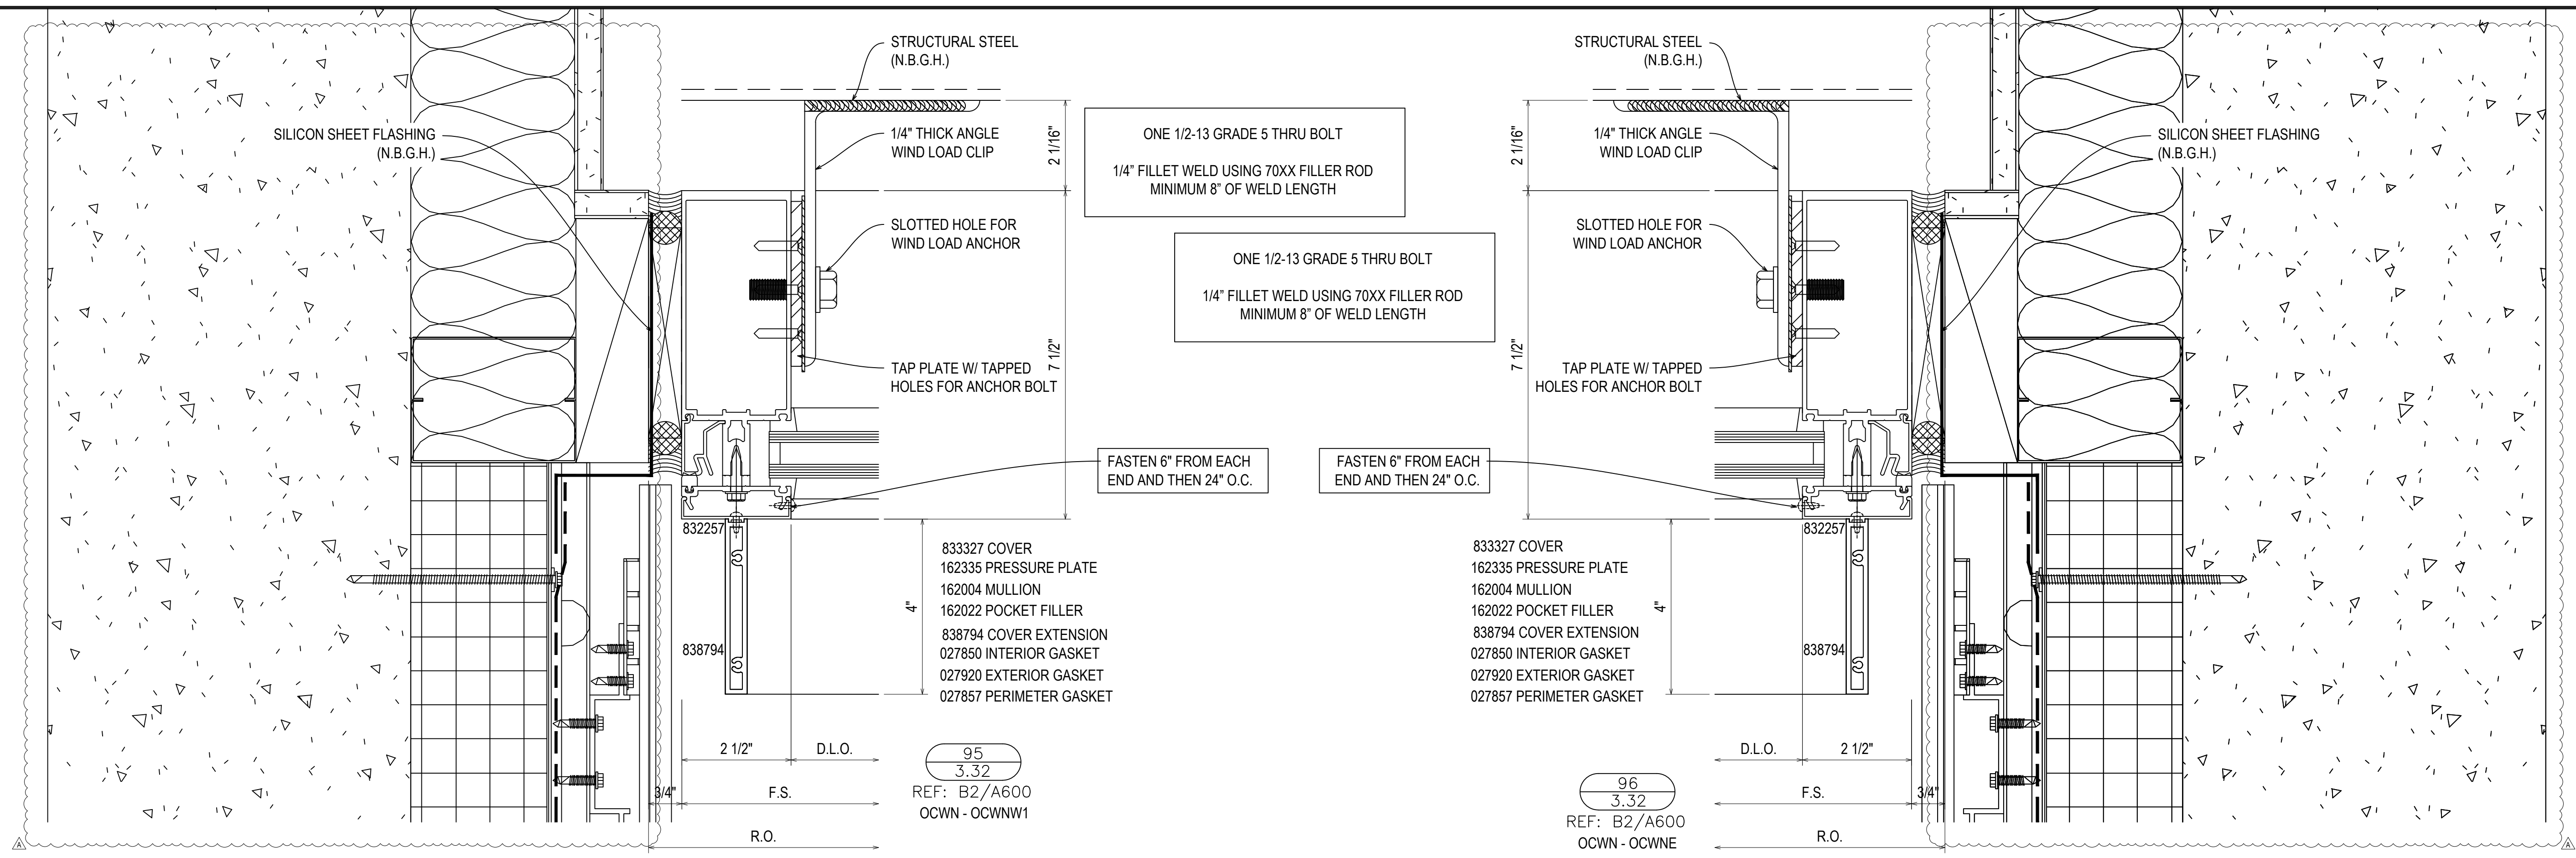 STRUCTURAL STEEL
(N.B.G.H.)
SILICON SHEET FLASHING
(N.B.G.H.)
1/4" THICK ANGLE
WIND LOAD CLIP
2 1/16"
SLOTTED HOLE FOR
WIND LOAD ANCHOR
7 1/2"
TAP PLATE W/ TAPPED
HOLES FOR ANCHOR BOLT
ONE 1/2-13 GRADE 5 THRU BOLT
1/4” FILLET WELD USING 70XX FILLER ROD
MINIMUM 8” OF WELD LENGTH
ONE 1/2-13 GRADE 5 THRU BOLT
1/4” FILLET WELD USING 70XX FILLER ROD
MINIMUM 8” OF WELD LENGTH
FASTEN 6" FROM EACH
END AND THEN 24" O.C.
832257
838794
4"
833327 COVER
162335 PRESSURE PLATE
162004 MULLION
162022 POCKET FILLER
838794 COVER EXTENSION
027850 INTERIOR GASKET
027920 EXTERIOR GASKET
027857 PERIMETER GASKET
2 1/2"
D.L.O.
3/4"
F.S.
R.O.
95
3.32
REF: B2/A600
OCWN - OCWNW1
A
STRUCTURAL STEEL
(N.B.G.H.)
1/4" THICK ANGLE
WIND LOAD CLIP
2 1/16"
SILICON SHEET FLASHING
(N.B.G.H.)
SLOTTED HOLE FOR
WIND LOAD ANCHOR
7 1/2"
TAP PLATE W/ TAPPED
HOLES FOR ANCHOR BOLT
FASTEN 6" FROM EACH
END AND THEN 24" O.C.
833327 COVER
162335 PRESSURE PLATE
162004 MULLION
162022 POCKET FILLER
838794 COVER EXTENSION
027850 INTERIOR GASKET
027920 EXTERIOR GASKET
027857 PERIMETER GASKET
4"
832257
838794
D.L.O.
2 1/2"
F.S.
3/4"
R.O.
96
3.32
REF: B2/A600
OCWN - OCWNE
A